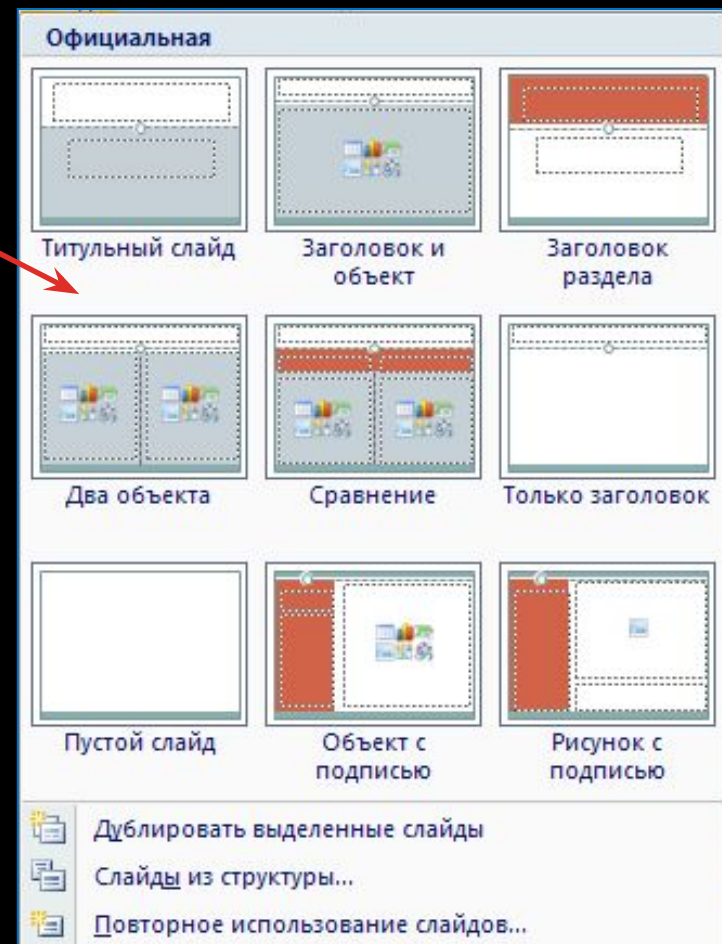 Официальная
Титульный слайд
Заголовок и
объект
Заголовок
раздела
Два объекта
Сравнение
Только заголовок
Пустой слайд
Объект с
подписью
Рисунок с
подписью
Дублировать выделенные слайды
Слайды из структуры...
Повторное использование слайдов...